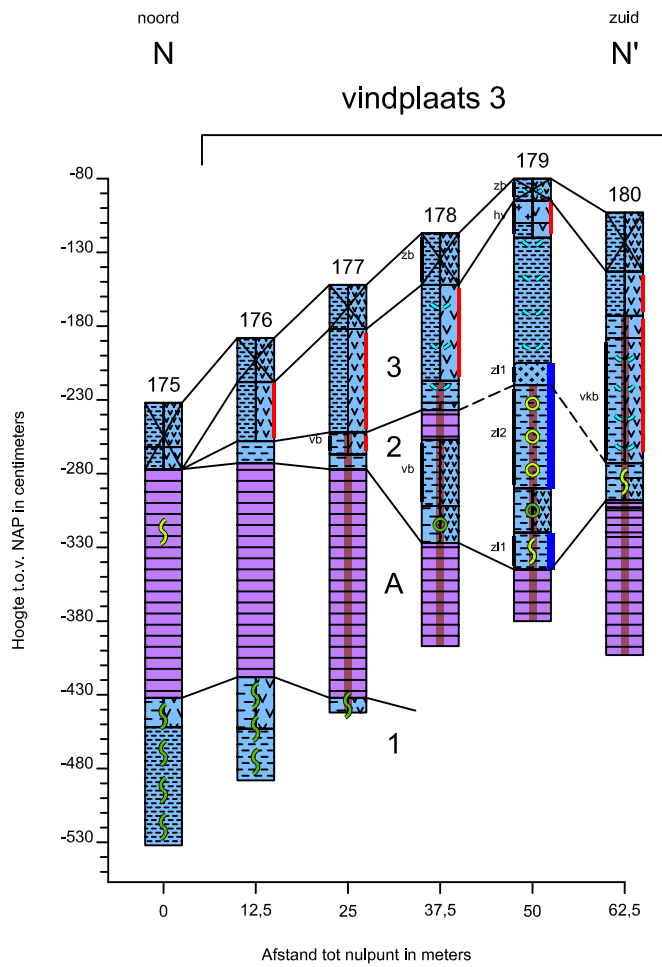 noord
zuid
N
N'
vindplaats 3
-80
-130
-180
-230
-280
-330
-380
-430
-480
-530
Hoogte t.o.v. NAP in centimeters
175
176
177
178
179
180
zb
zb
hv
vb
vb
zl1
zl2
zl1
vkb
3
2
A
1
0
12,5
25
37,5
50
62,5
Afstand tot nulpunt in meters